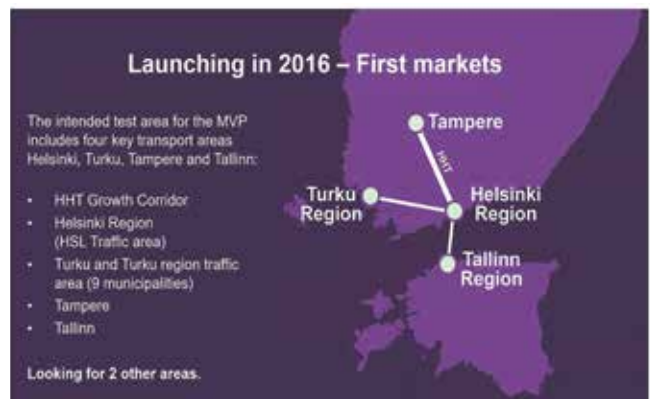 Launching in 2016 – First markets
The intended test area for the MVP
includes four key transport areas
Helsinki, Turku, Tampere and Tallinn:
• HHT Growth Corridor
• Helsinki Region
(HSL Traffic area)
• Turku and Turku region traffic
area (9 municipalities)
• Tampere
• Tallinn
Looking for 2 other areas.
Tampere
HHT
Turku
Region
Helsinki
Region
Tallinn
Region